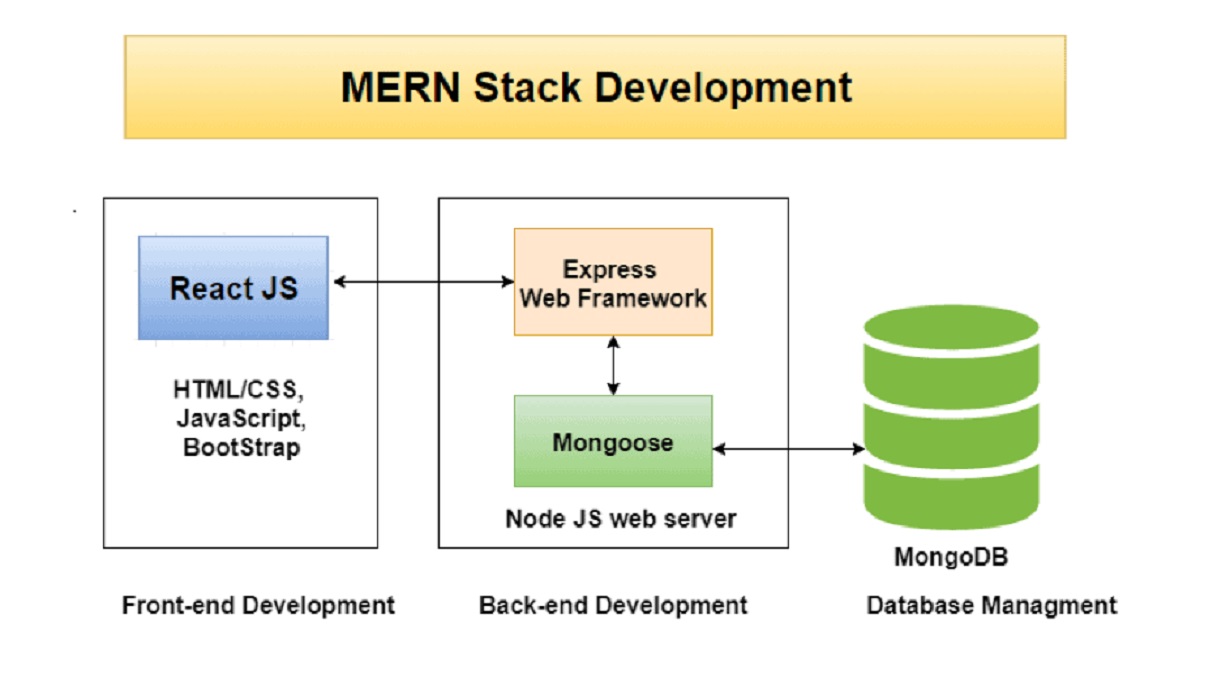 MERN Stack Development
React JS
HTML/CSS,
JavaScript,
BootStrap
Front-end Development
Express
Web Framework
Mongoose
Node JS web server
Back-end Development
MongoDB
Database Managment